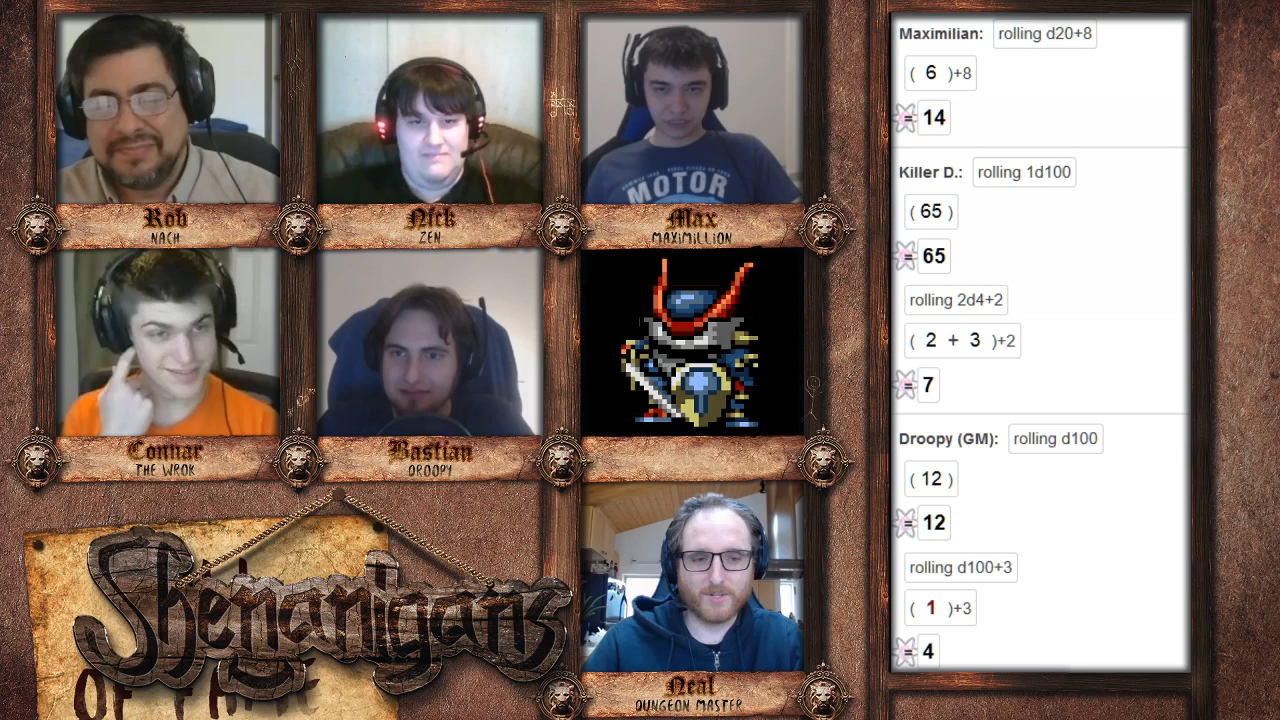 Rob
NACH
Nick
ZEN
Max
MAXIMILLION
MOTOR
Connar
THE WROK
Bastian
DROOPY
Neal
DUNGEON MASTER
Shenanigans
OF
Maximilian: rolling d20+8
( 6 )+8
= 14
Killer D.: rolling 1d100
( 65 )
= 65
rolling 2d4+2
( 2 + 3 )+2
= 7
Droopy (GM): rolling d100
( 12 )
= 12
rolling d100+3
( 1 )+3
= 4